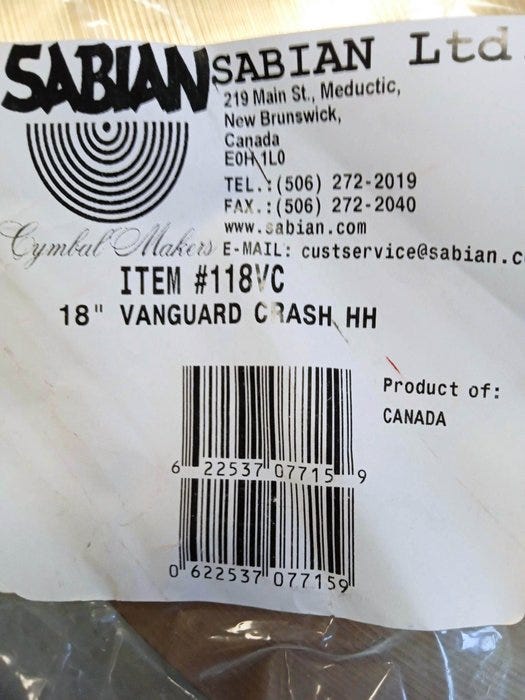 SABIAN
Cymbal Makers
SABIAN Ltd.
219 Main St., Meductic,
New Brunswick,
Canada
E0H 1L0
TEL.:(506) 272-2019
FAX.:(506) 272-2040
www.sabian.com
E-MAIL: custservice@sabian.c
ITEM #118VC
18" VANGUARD CRASH HH
Product of:
CANADA
6 22537 07715 9
0 622537 077159